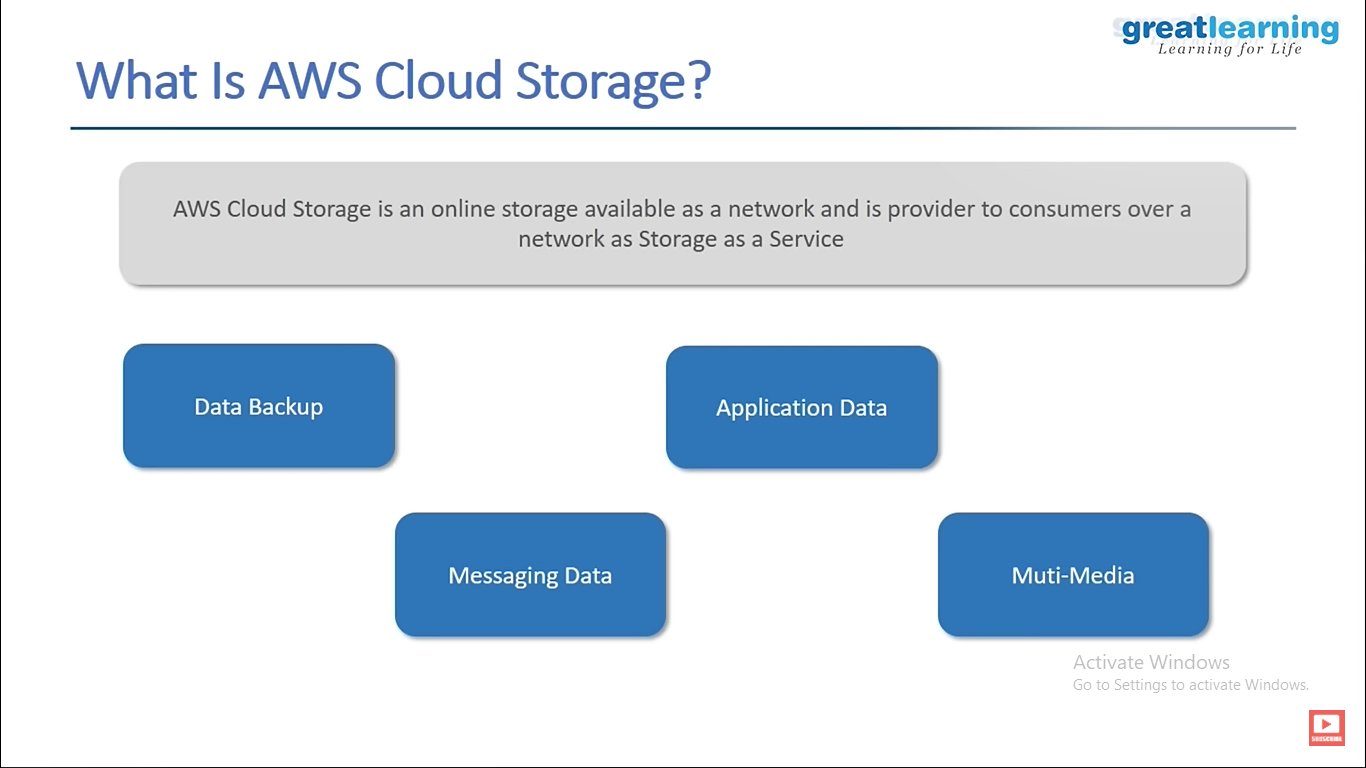 greatlearning
Learning for Life
What Is AWS Cloud Storage?
AWS Cloud Storage is an online storage available as a network and is provider to consumers over a
network as Storage as a Service
Data Backup
Application Data
Messaging Data
Muti-Media
Activate Windows
Go to Settings to activate Windows.
SUBSCRIBE